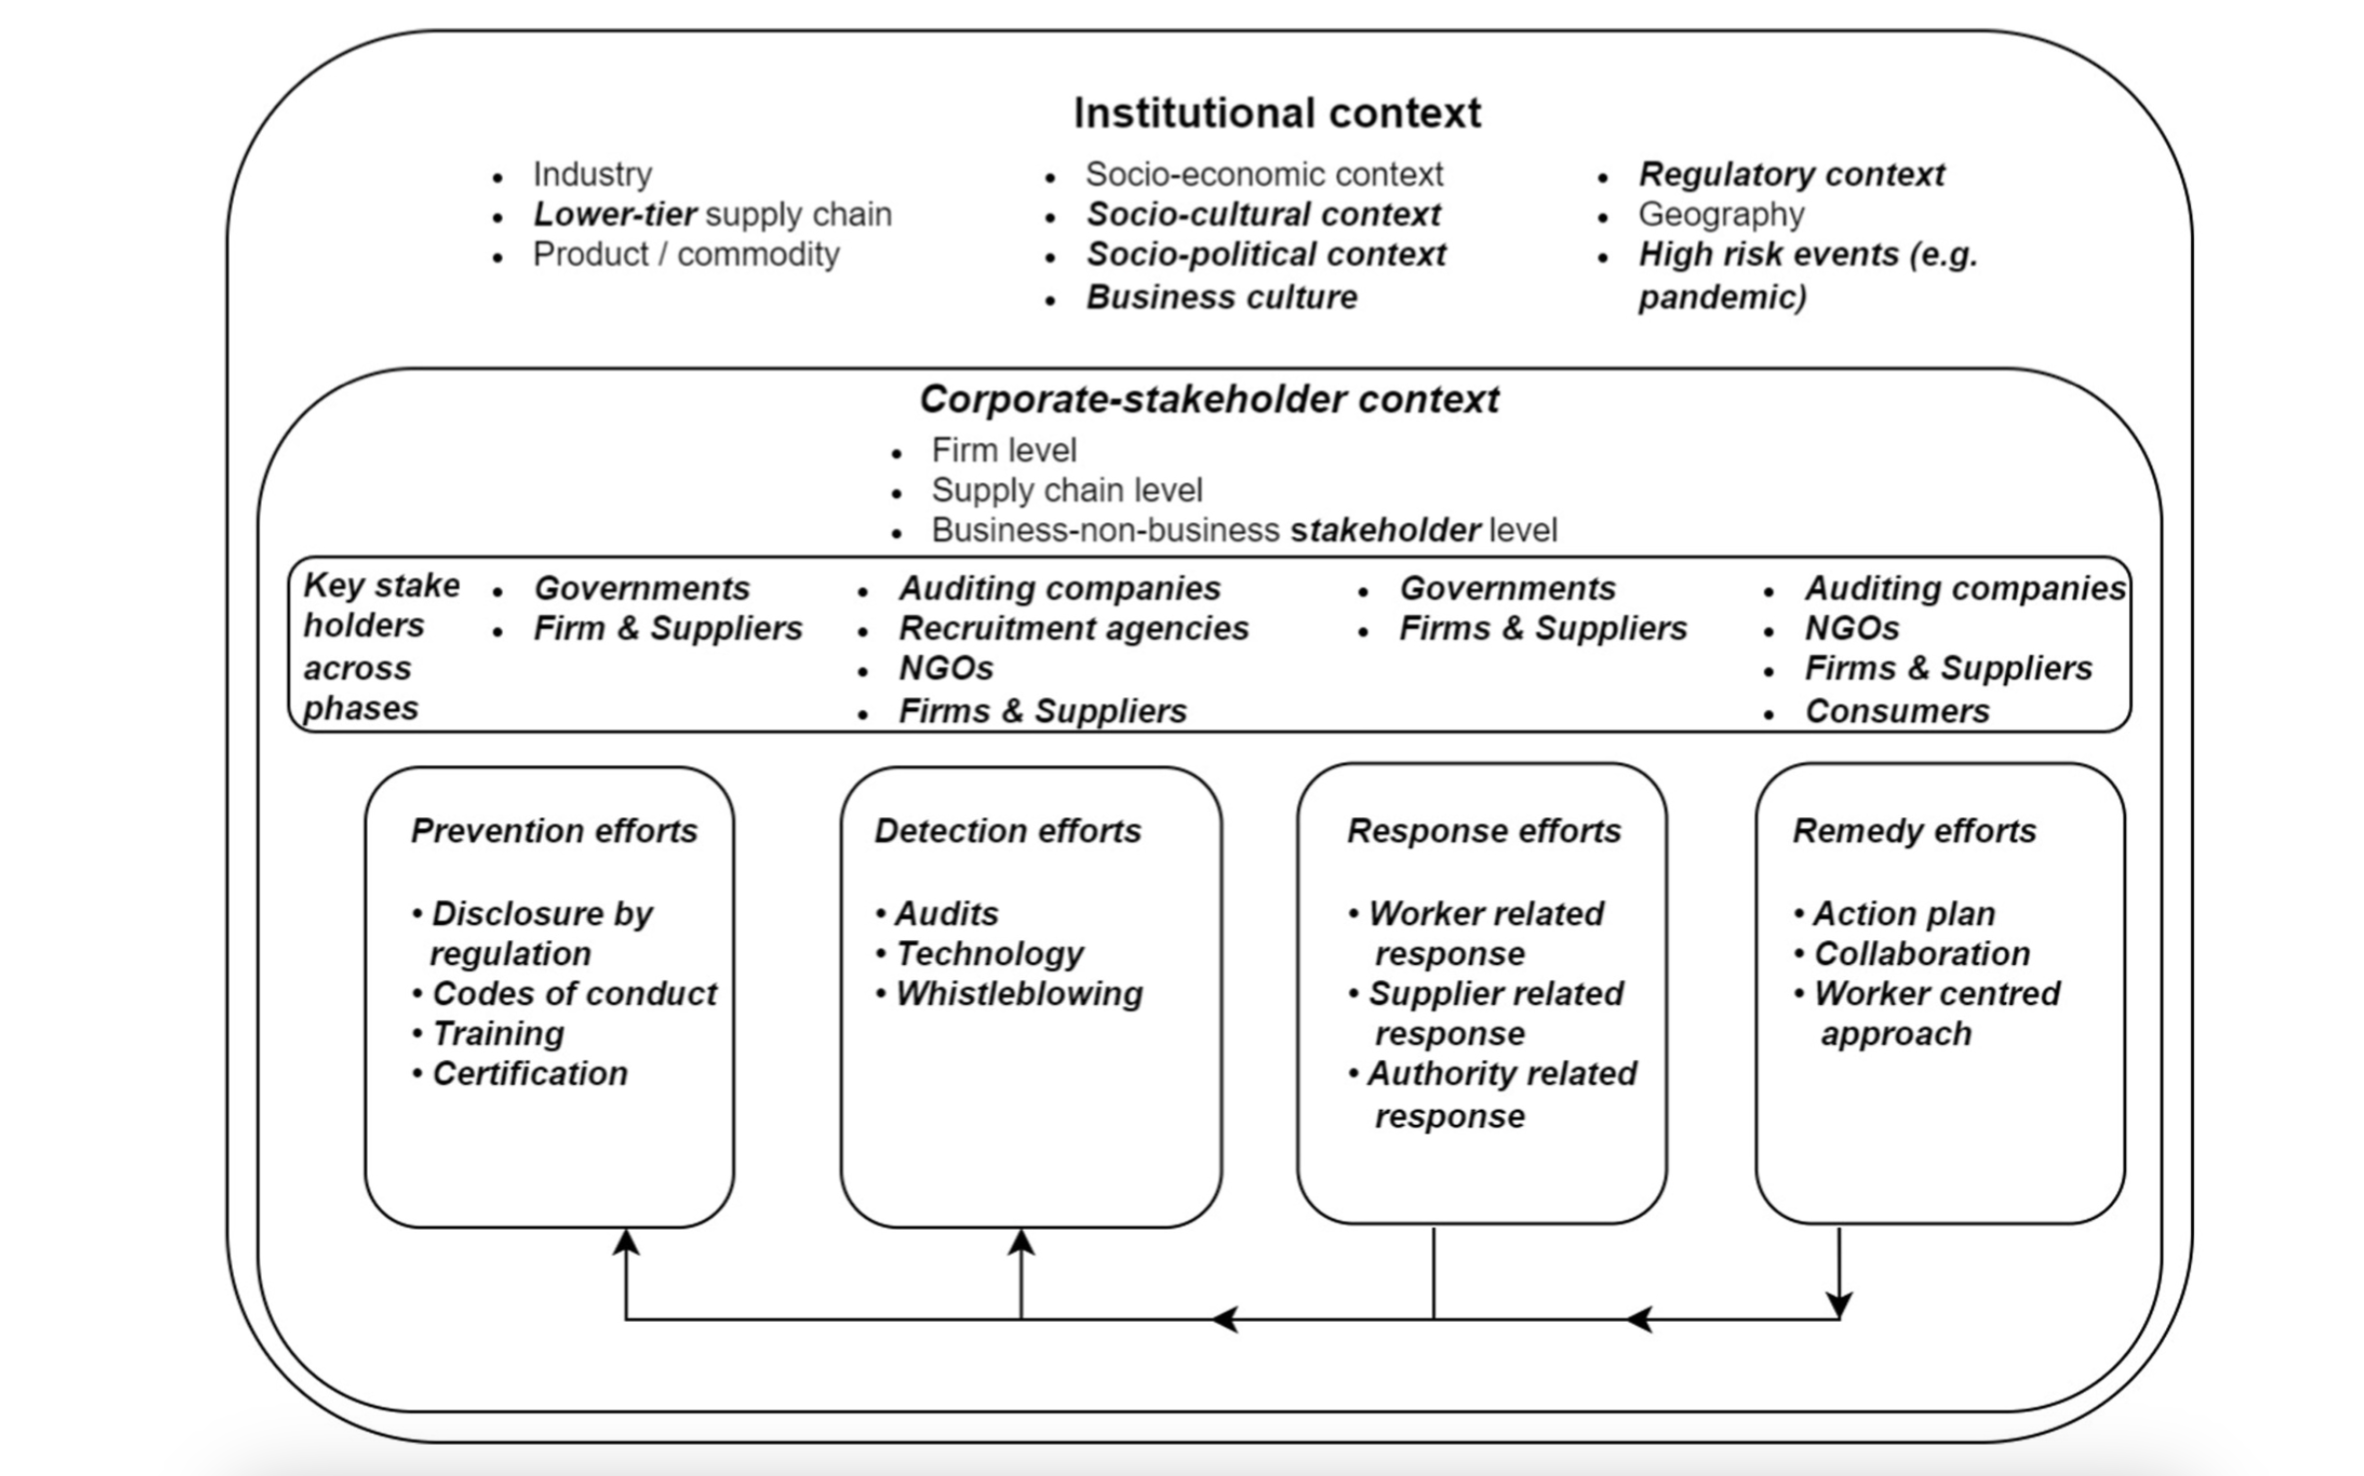 Institutional context
• Industry
• Lower-tier supply chain
• Product / commodity
• Socio-economic context
• Socio-cultural context
• Socio-political context
• Business culture
• Regulatory context
• Geography
• High risk events (e.g.
pandemic)
Corporate-stakeholder context
• Firm level
• Supply chain level
• Business-non-business stakeholder level
Key stake
holders
across
phases
• Governments
• Firm & Suppliers
• Auditing companies
• Recruitment agencies
• NGOs
• Firms & Suppliers
• Governments
• Firms & Suppliers
• Auditing companies
• NGOs
• Firms & Suppliers
• Consumers
Prevention efforts
• Disclosure by
regulation
• Codes of conduct
• Training
• Certification
Detection efforts
• Audits
• Technology
• Whistleblowing
Response efforts
• Worker related
response
• Supplier related
response
• Authority related
response
Remedy efforts
• Action plan
• Collaboration
• Worker centred
approach